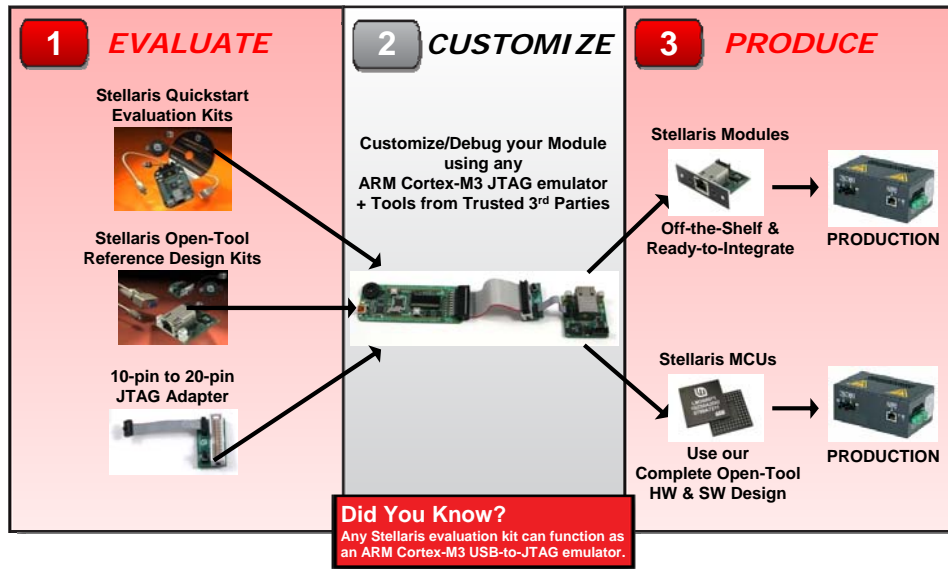 1 EVALUATE
Stellaris Quickstart
Evaluation Kits
Stellaris Open-Tool
Reference Design Kits
10-pin to 20-pin
JTAG Adapter
2 CUSTOMIZE
Customize/Debug your Module
using any
ARM Cortex-M3 JTAG emulator
+ Tools from Trusted 3rd Parties
Did You Know?
Any Stellaris evaluation kit can function as
an ARM Cortex-M3 USB-to-JTAG emulator.
3 PRODUCE
Stellaris Modules
Off-the-Shelf &
Ready-to-Integrate
PRODUCTION
Stellaris MCUs
Use our
Complete Open-Tool
HW & SW Design
PRODUCTION